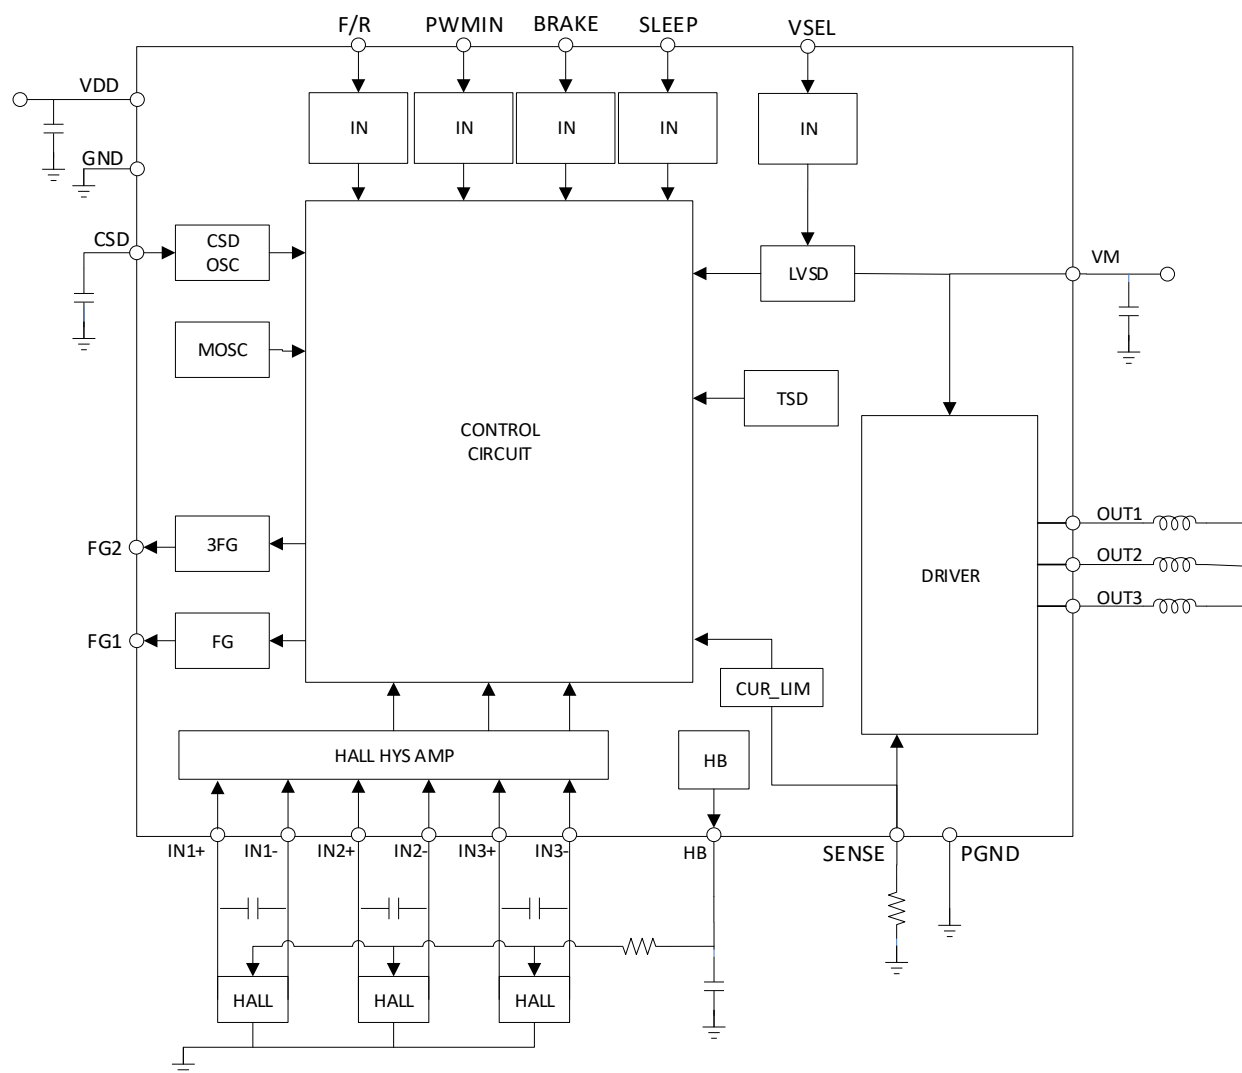 F/R
PWMIN
BRAKE
SLEEP
VSEL
VDD
IN
IN
IN
IN
IN
GND
CSD
CSD
OSC
LVSD
VM
MOSC
TSD
CONTROL
CIRCUIT
OUT1
FG2
3FG
OUT2
DRIVER
OUT3
FG1
FG
CUR_LIM
HALL HYS AMP
HB
IN1+
IN1-
IN2+
IN2-
IN3+
IN3-
HB
SENSE
PGND
HALL
HALL
HALL